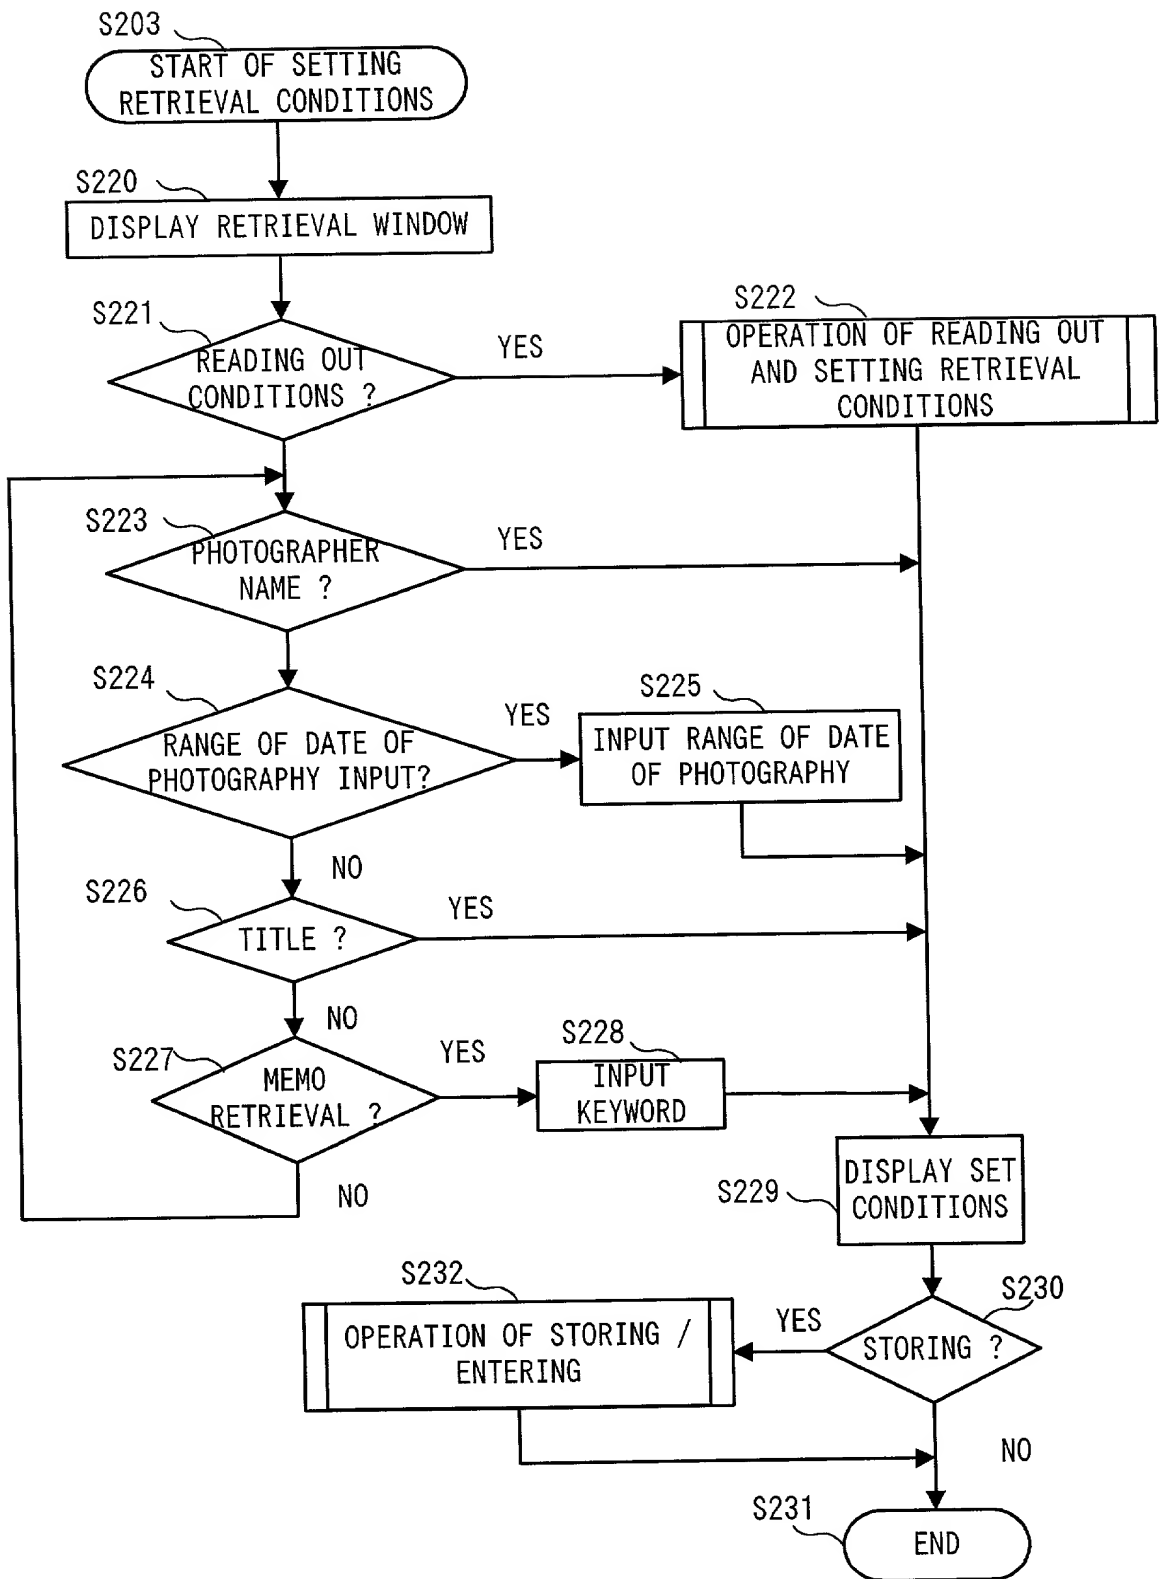 S203
START OF SETTING
RETRIEVAL CONDITIONS
S220
DISPLAY RETRIEVAL WINDOW
S221
READING OUT
CONDITIONS ?
YES
S222
OPERATION OF READING OUT
AND SETTING RETRIEVAL
CONDITIONS
S223
PHOTOGRAPHER
NAME ?
YES
S224
RANGE OF DATE OF
PHOTOGRAPHY INPUT?
YES
S225
INPUT RANGE OF DATE
OF PHOTOGRAPHY
NO
S226
TITLE ?
YES
NO
S227
MEMO
RETRIEVAL ?
YES
S228
INPUT
KEYWORD
NO
S229
DISPLAY SET
CONDITIONS
S230
STORING ?
YES
S232
OPERATION OF STORING /
ENTERING
NO
S231
END